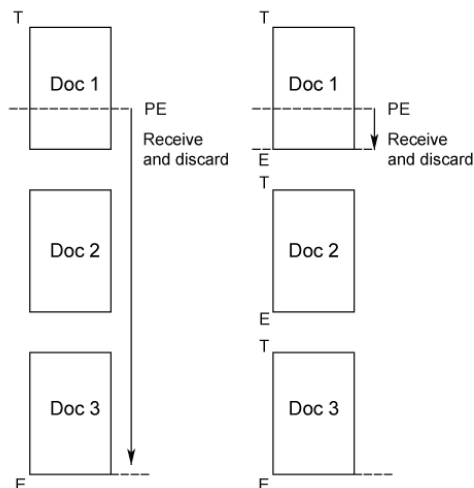 T
Doc 1
PE
Receive
and discard
Doc 2
Doc 3
E
T
Doc 1
PE
Receive
and discard
E
T
Doc 2
E
T
Doc 3
E